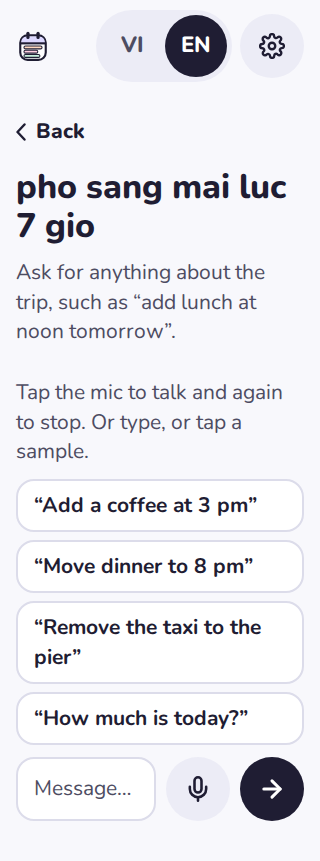 VI
EN
Back
pho sang mai luc
7 gio
Ask for anything about the
trip, such as “add lunch at
noon tomorrow”.
Tap the mic to talk and again
to stop. Or type, or tap a
sample.
“Add a coffee at 3 pm”
“Move dinner to 8 pm”
“Remove the taxi to the
pier”
“How much is today?”
Message...